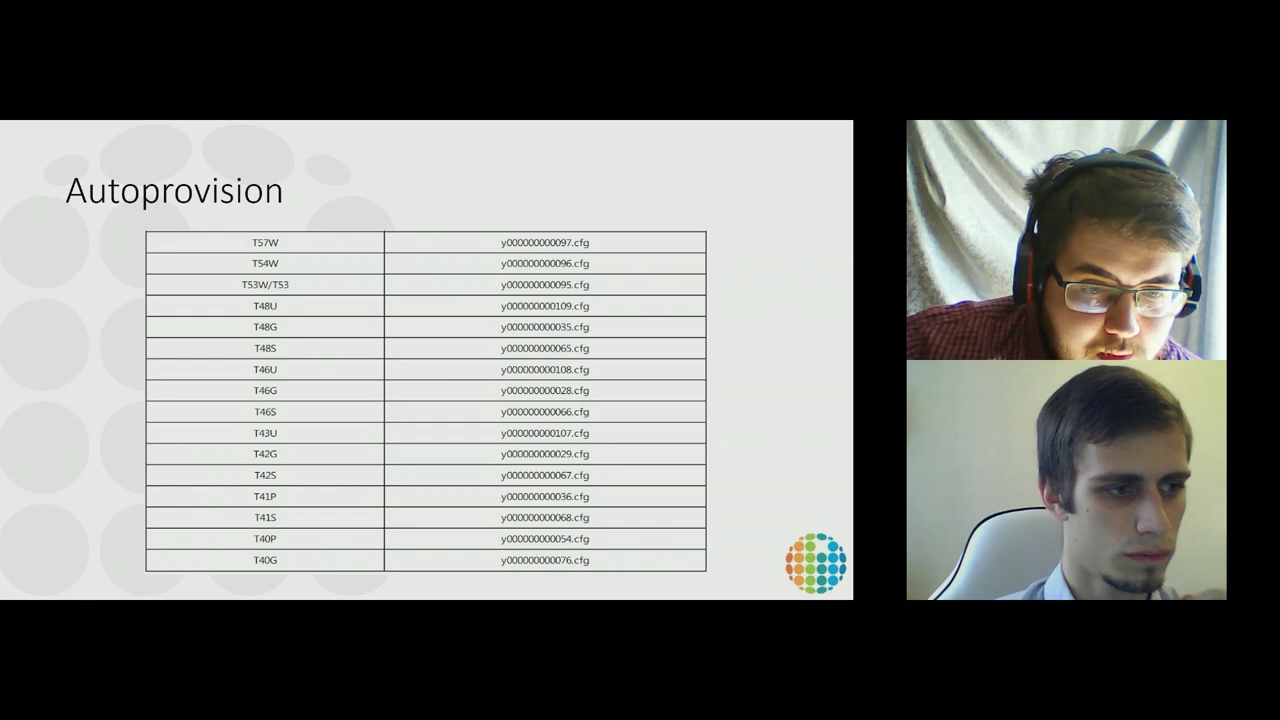 Autoprovision
T57W y000000000097.cfg
T54W y000000000096.cfg
T53W/T53 y000000000095.cfg
T48U y000000000109.cfg
T48G y000000000035.cfg
T48S y000000000065.cfg
T46U y000000000108.cfg
T46G y000000000028.cfg
T46S y000000000066.cfg
T43U y000000000107.cfg
T42G y000000000029.cfg
T42S y000000000067.cfg
T41P y000000000036.cfg
T41S y000000000068.cfg
T40P y000000000054.cfg
T40G y000000000076.cfg